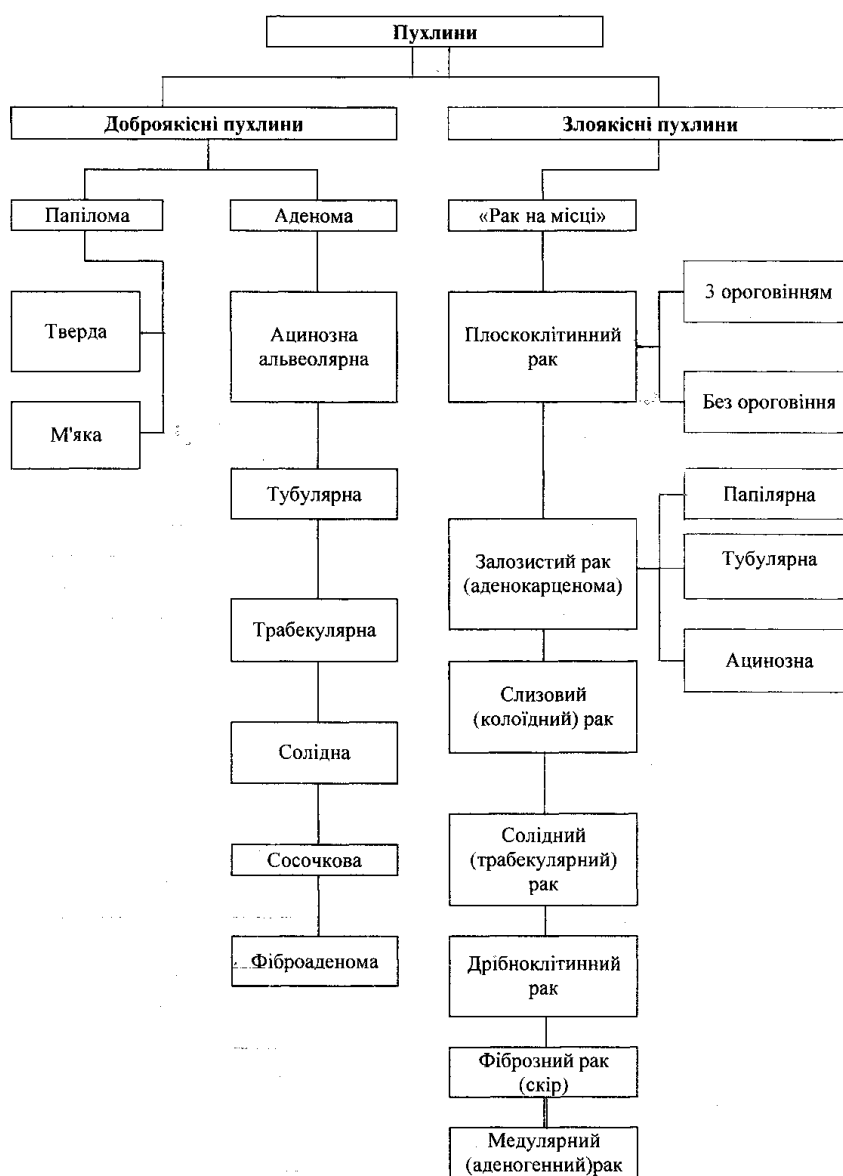 Пухлини
Доброякісні пухлини
Злоякісні пухлини
Папілома
Аденома
«Рак на місці»
Тверда
М'яка
Ацинозна
альвеолярна
Тубулярна
Трабекулярна
Солідна
Сосочкова
Фіброаденома
Плоскоклітинний
рак
З ороговінням
Без ороговіння
Залозистий рак
(аденокарценома)
Папілярна
Тубулярна
Ацинозна
Слизовий
(колоїдний) рак
Солідний
(трабекулярний)
рак
Дрібноклітинний
рак
Фіброзний рак
(скір)
Медулярний
(аденогенний)рак